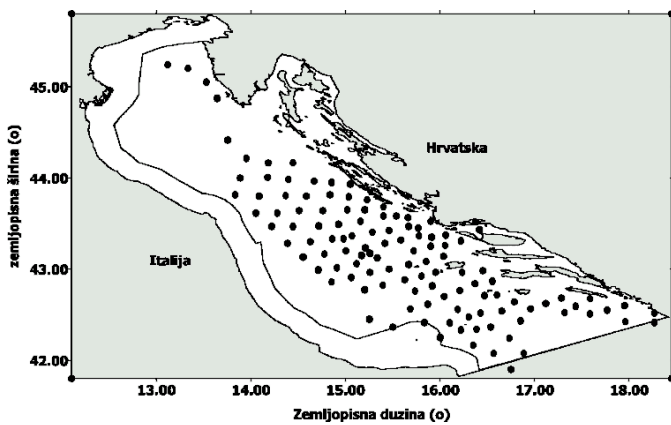 45.00
44.00
43.00
42.00
zemljopisna širina (o)
Hrvatska
Italija
13.00 14.00 15.00 16.00 17.00 18.00
Zemljopisna duzina (o)